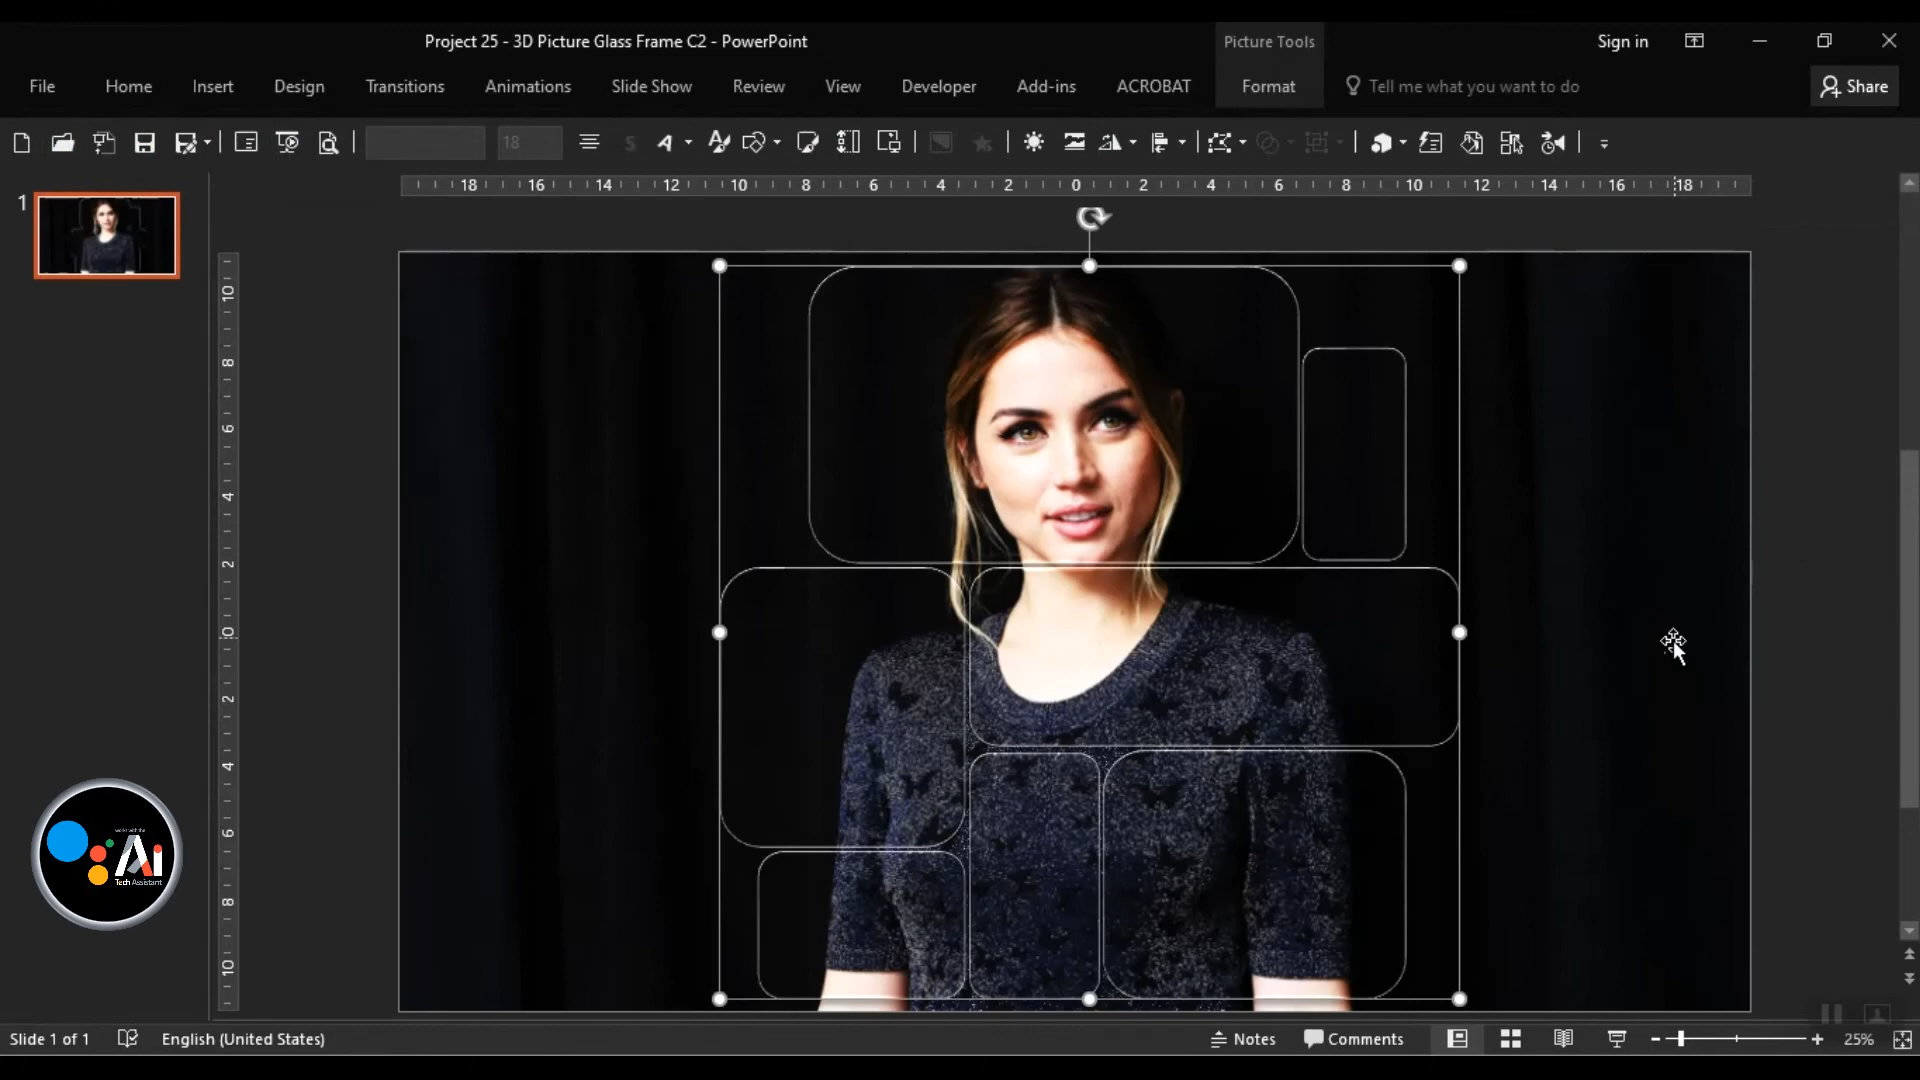 Project 25 - 3D Picture Glass Frame C2 - PowerPoint
Picture Tools
Sign in
File Home Insert Design Transitions Animations Slide Show Review View Developer Add-ins ACROBAT Format Tell me what you want to do Share
18
18 16 14 12 10 8 6 4 2 0 2 4 6 8 10 12 14 16 18
1
10
8
6
4
2
0
2
4
6
8
10
works with the
Ai
Tech Assistant
Slide 1 of 1 English (United States) Notes Comments 25%